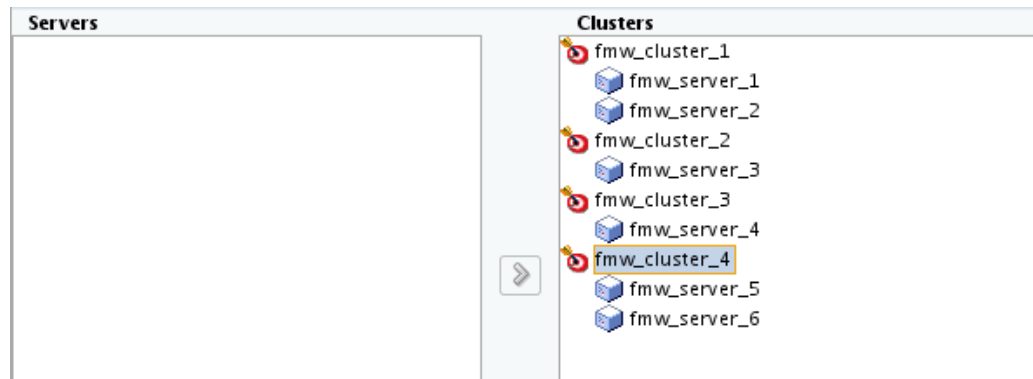 Servers
Clusters
fmw_cluster_1
fmw_server_1
fmw_server_2
fmw_cluster_2
fmw_server_3
fmw_cluster_3
fmw_server_4
fmw_cluster_4
fmw_server_5
fmw_server_6